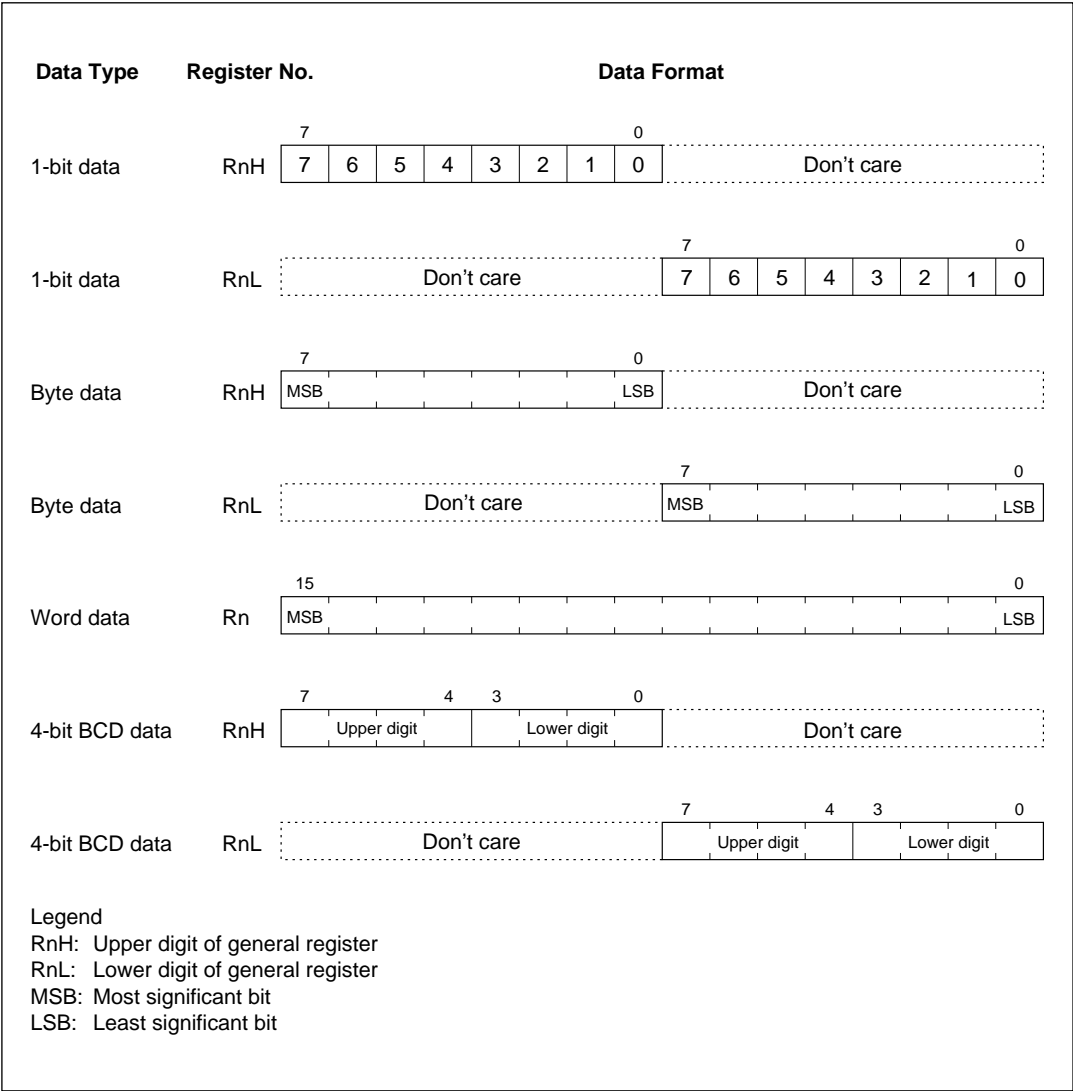 Data Type Register No. Data Format
7 0
1-bit data RnH 7 6 5 4 3 2 1 0 Don't care
7 0
1-bit data RnL Don't care 7 6 5 4 3 2 1 0
7 0
Byte data RnH MSB LSB Don't care
7 0
Byte data RnL Don't care MSB LSB
15 0
Word data Rn MSB LSB
7 4 3 0
4-bit BCD data RnH Upper digit Lower digit Don't care
7 4 3 0
4-bit BCD data RnL Don't care Upper digit Lower digit
Legend
RnH: Upper digit of general register
RnL: Lower digit of general register
MSB: Most significant bit
LSB: Least significant bit